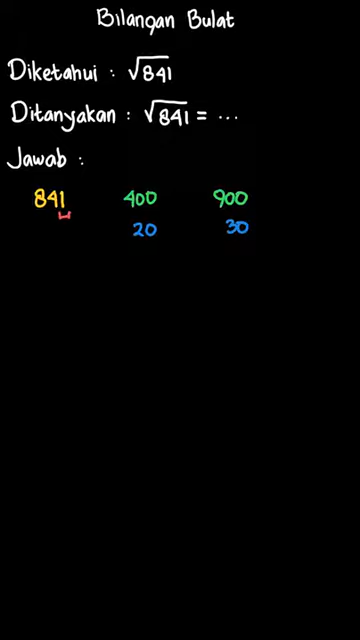 Bilangan Bulat
Diketahui : √841
Ditanyakan : √841 = ...
Jawab :
841 400 900
20 30